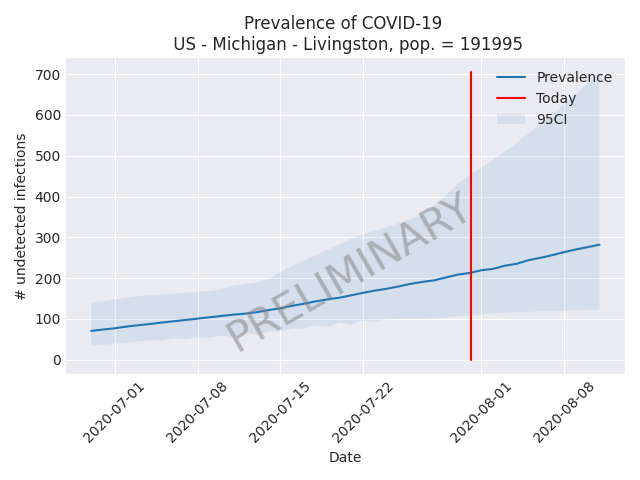 Prevalence of COVID-19
US - Michigan - Livingston, pop. = 191995
700
600
500
400
300
200
100
0
# undetected infections
Prevalence
Today
95CI
PRELIMINARY
2020-07-01
2020-07-08
2020-07-15
2020-07-22
2020-08-01
2020-08-08
Date